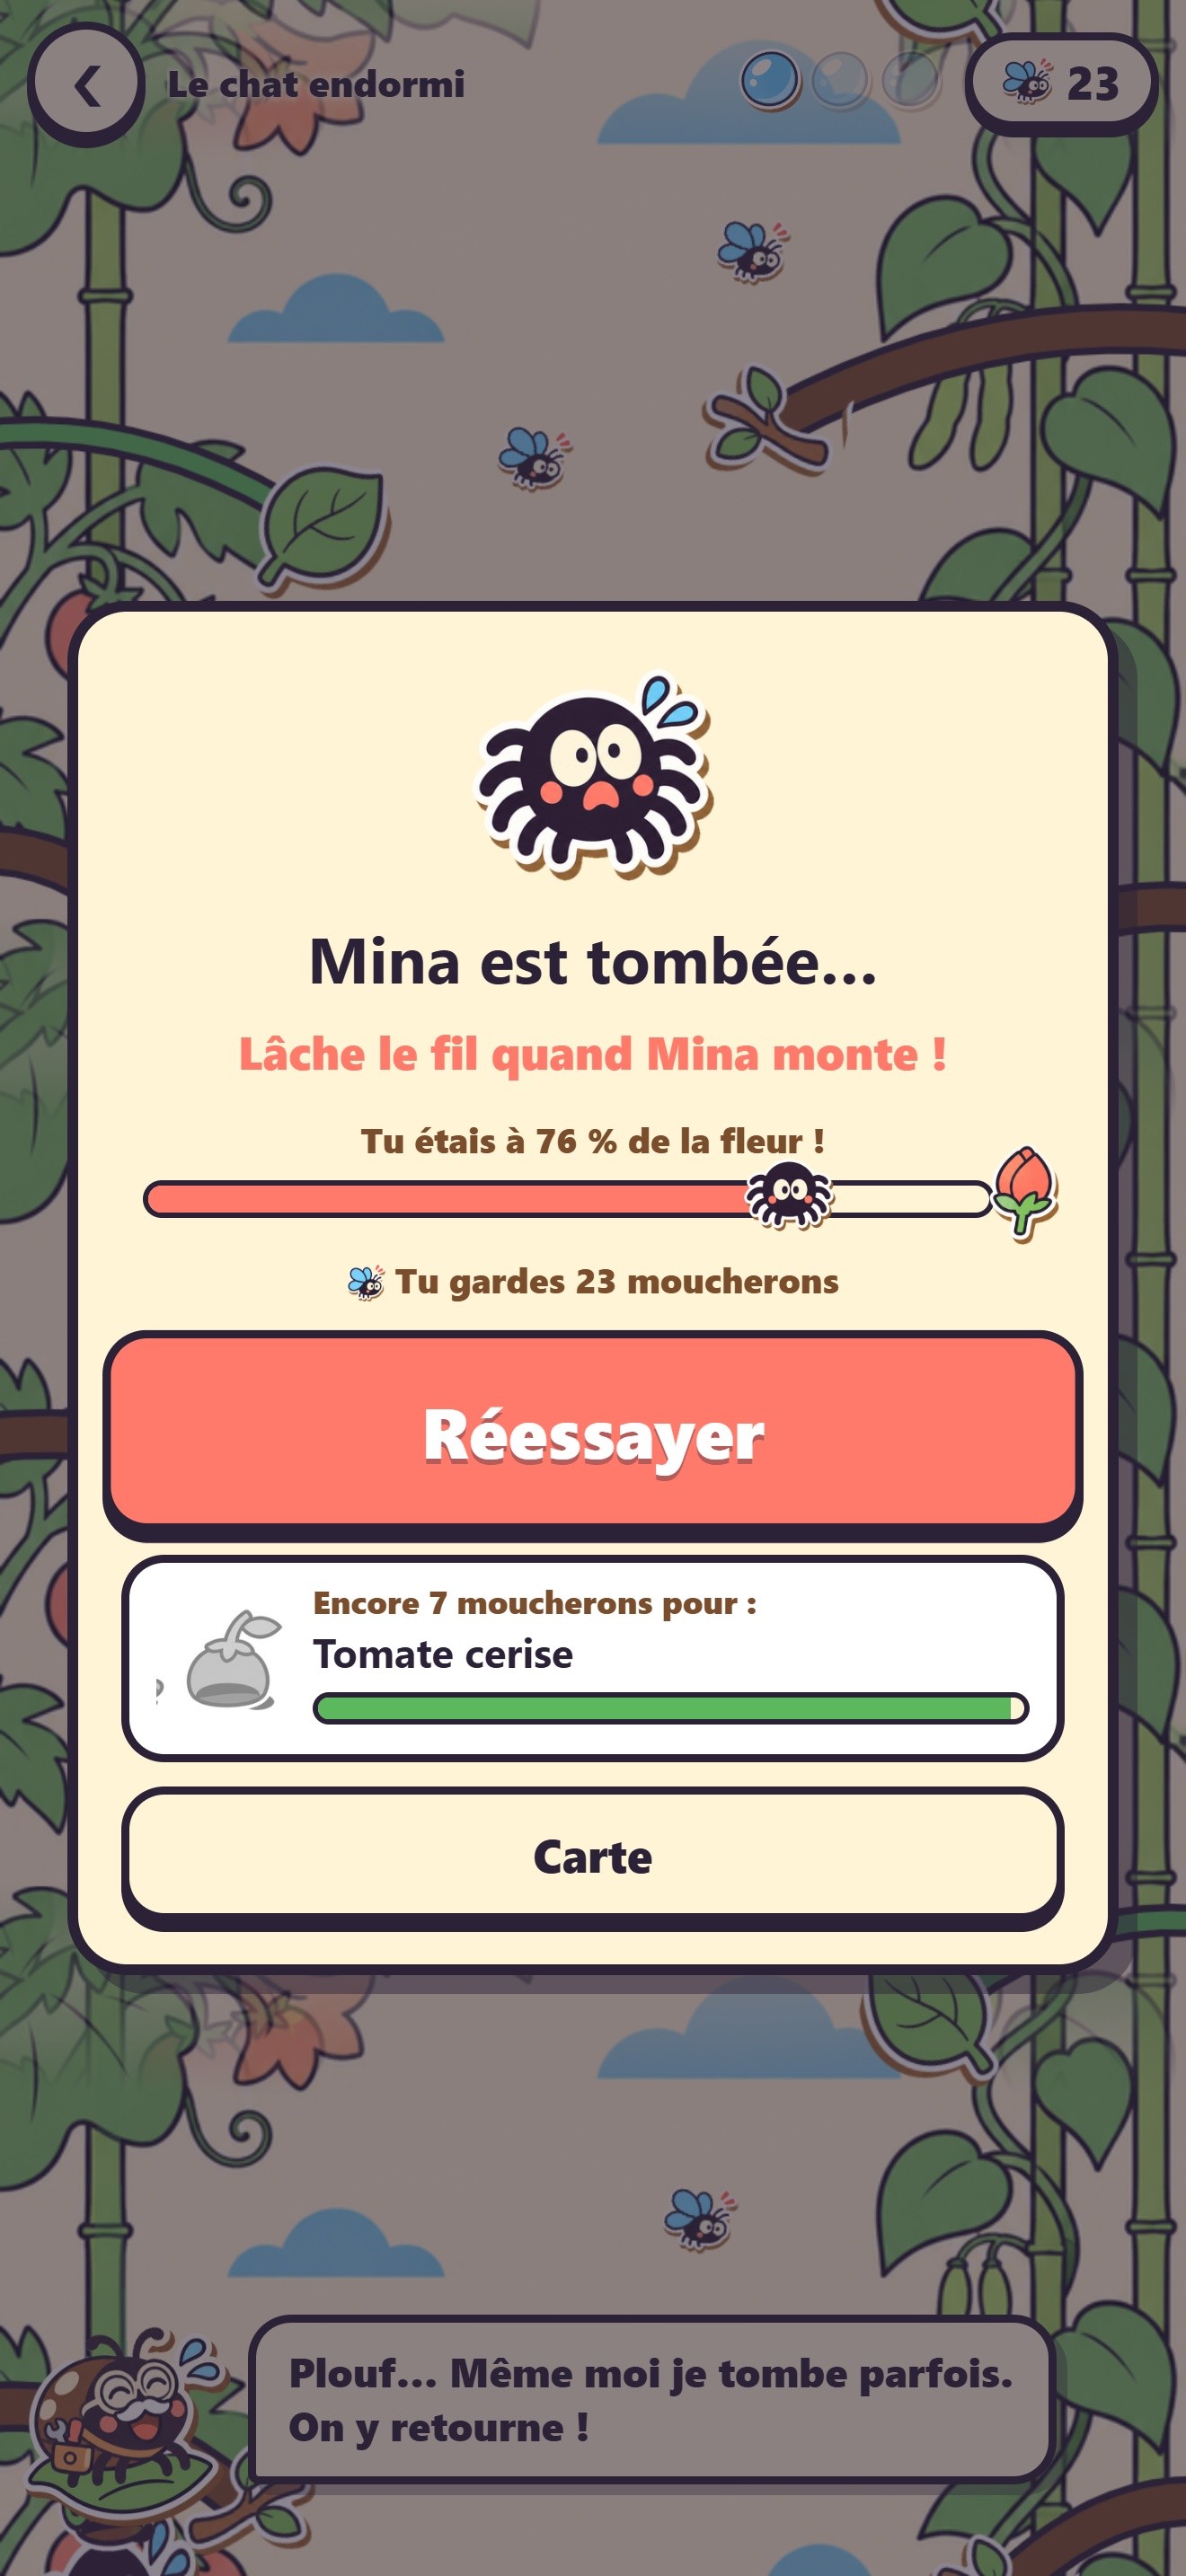 Le chat endormi
23
Mina est tombée...
Lâche le fil quand Mina monte !
Tu étais à 76 % de la fleur !
Tu gardes 23 moucherons
Réessayer
Encore 7 moucherons pour :
Tomate cerise
Carte
Plouf... Même moi je tombe parfois.
On y retourne !